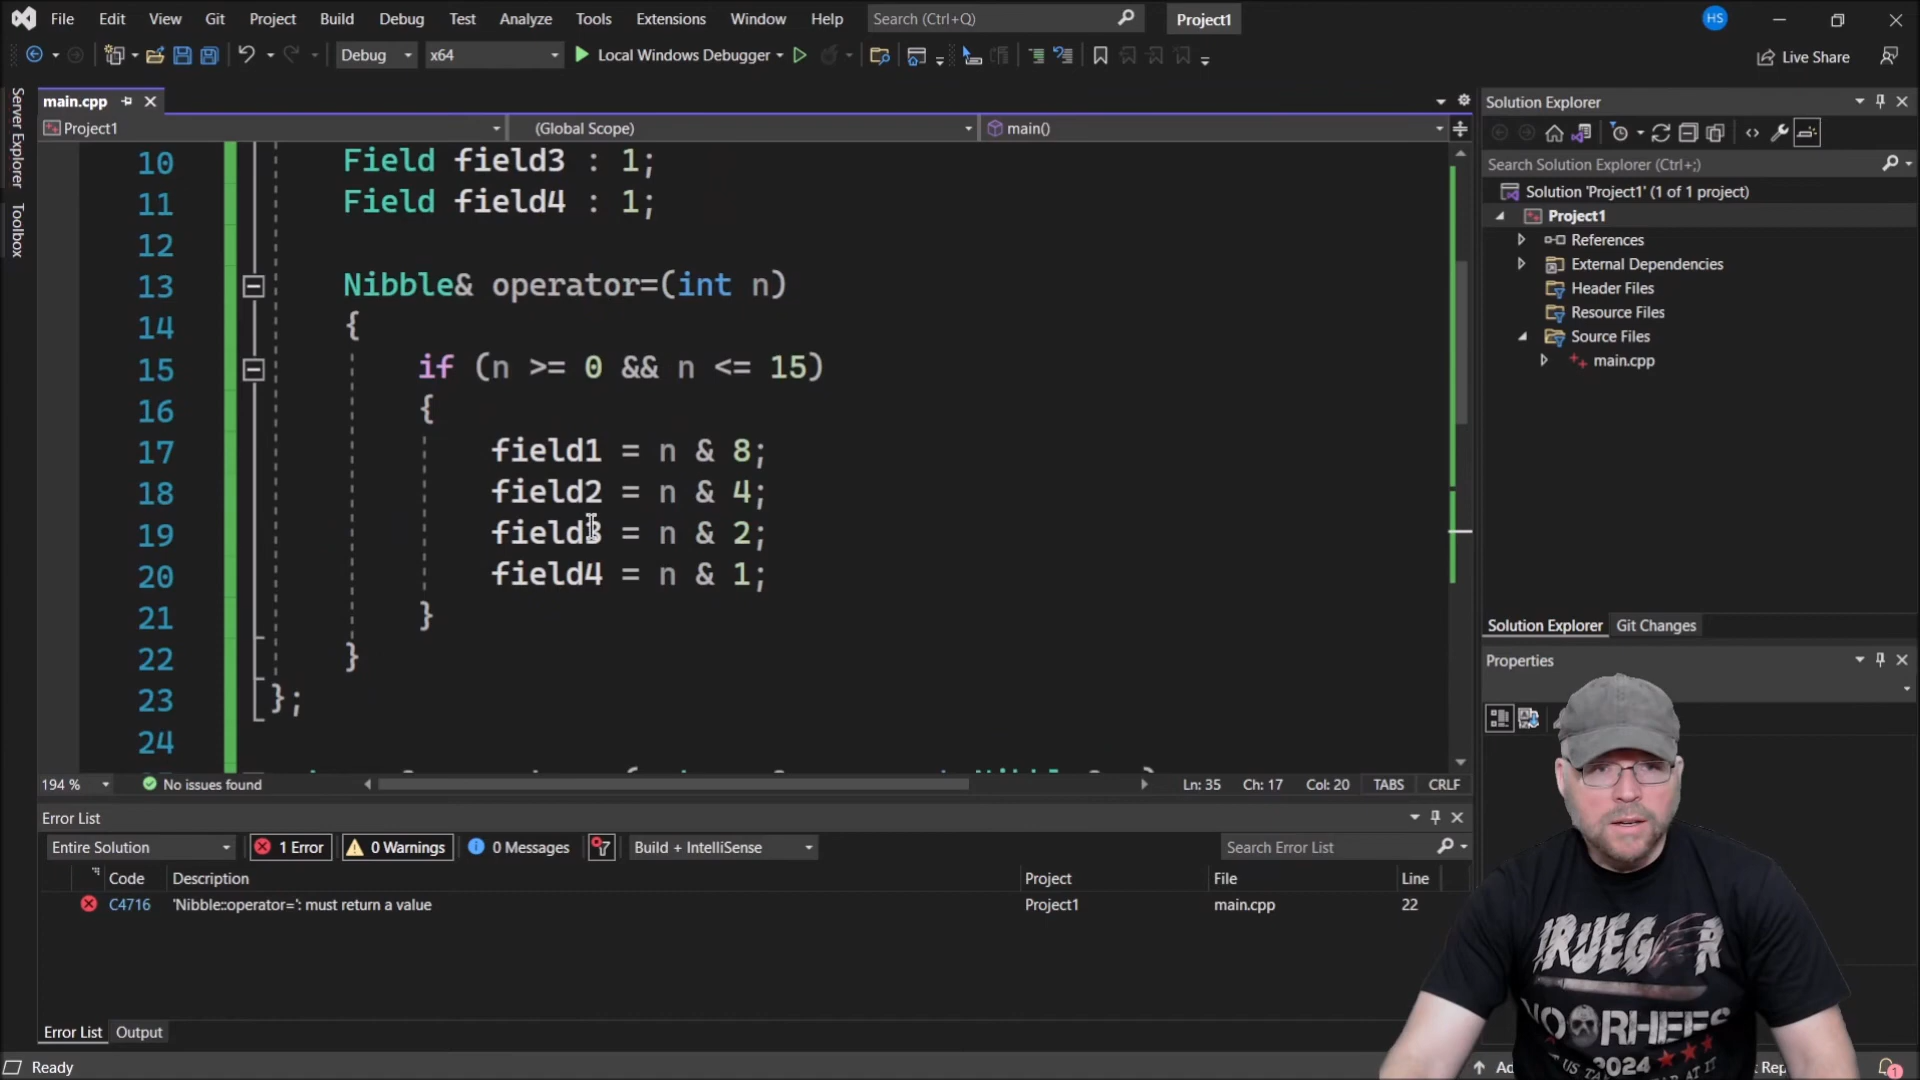 File Edit View Git Project Build Debug Test Analyze Tools Extensions Window Help Search (Ctrl+Q) Project1 HS
Debug x64 Local Windows Debugger Live Share
Server Explorer
Toolbox
main.cpp
Project1 (Global Scope) main()
10 Field field3 : 1;
11 Field field4 : 1;
12
13 Nibble& operator=(int n)
14 {
15 if (n >= 0 && n <= 15)
16 {
17 field1 = n & 8;
18 field2 = n & 4;
19 field3 = n & 2;
20 field4 = n & 1;
21 }
22 }
23 };
24
194 % No issues found Ln: 35 Ch: 17 Col: 20 TABS CRLF
Solution Explorer
Search Solution Explorer (Ctrl+;)
Solution 'Project1' (1 of 1 project)
Project1
References
External Dependencies
Header Files
Resource Files
Source Files
main.cpp
Solution Explorer Git Changes
Properties
Error List
Entire Solution 1 Error 0 Warnings 0 Messages Build + IntelliSense Search Error List
Code Description Project File Line
C4716 'Nibble::operator=': must return a value Project1 main.cpp 22
Error List Output
Ready
KRUEGER
VOORHEES
2024